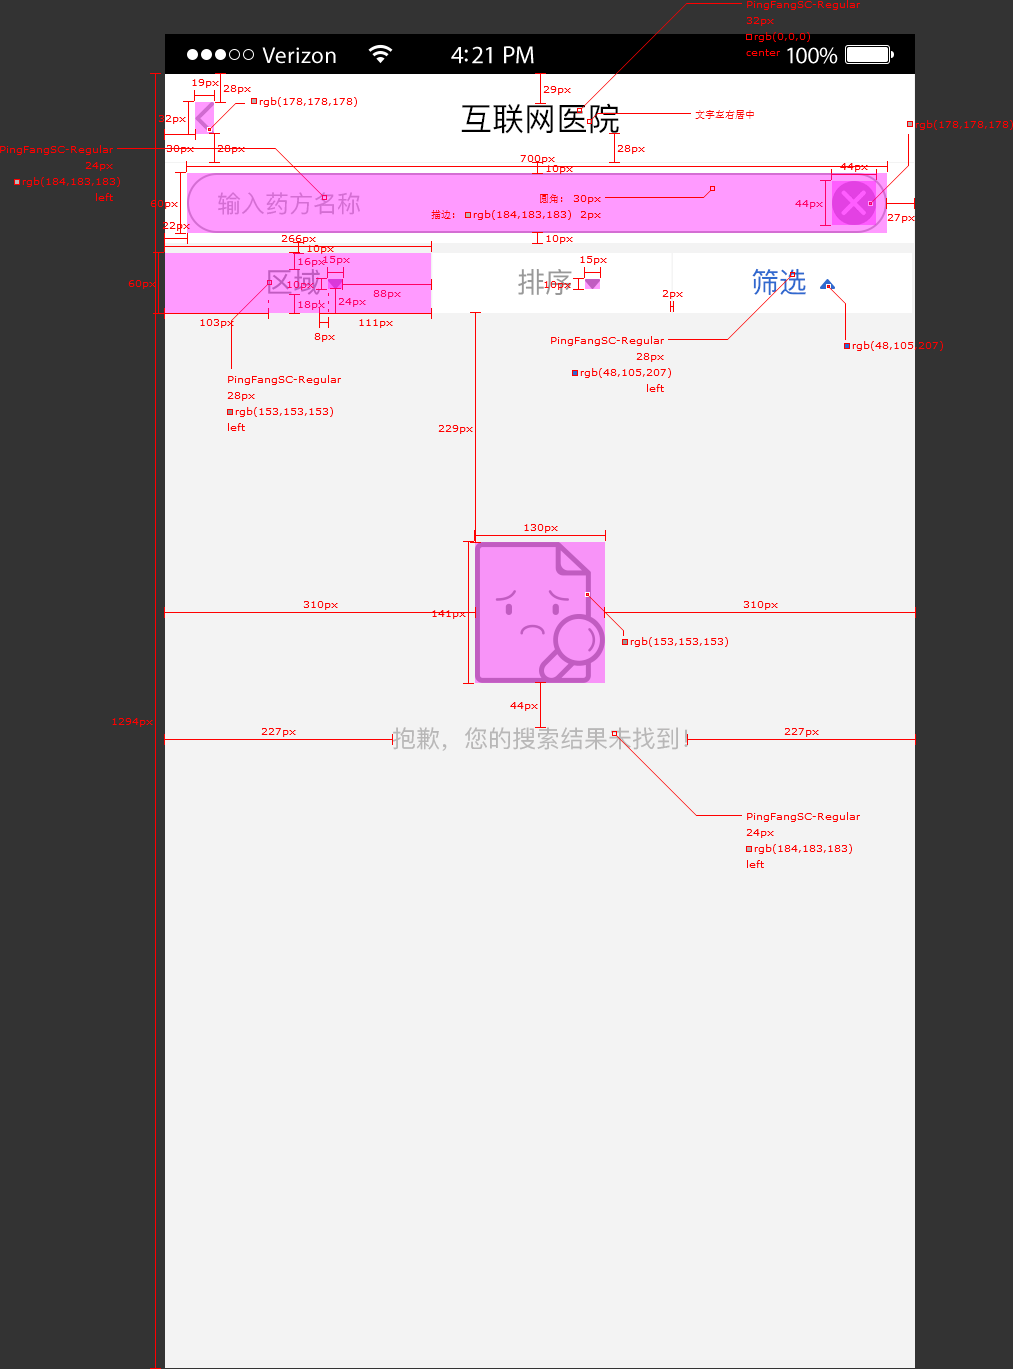 PingFangSC-Regular
32px
rgb(0,0,0)
center
Verizon
4:21 PM
100%
19px
28px
29px
rgb(178,178,178)
互联网医院
文字左右居中
rgb(178,178,178)
30px
28px
28px
PingFangSC-Regular
24px
rgb(184,183,183)
left
700px
10px
44px
60px
输入药方名称
圆角： 30px
描边： rgb(184,183,183) 2px
44px
27px
22px
266px
10px
10px
16px
15px
15px
60px
区域
10px
88px
排序
10px
筛选
2px
18px
24px
103px
111px
8px
PingFangSC-Regular
28px
rgb(48,105,207)
left
rgb(48,105,207)
PingFangSC-Regular
28px
rgb(153,153,153)
left
229px
130px
310px
141px
310px
rgb(153,153,153)
44px
1294px
227px
抱歉，您的搜索结果未找到！
227px
PingFangSC-Regular
24px
rgb(184,183,183)
left